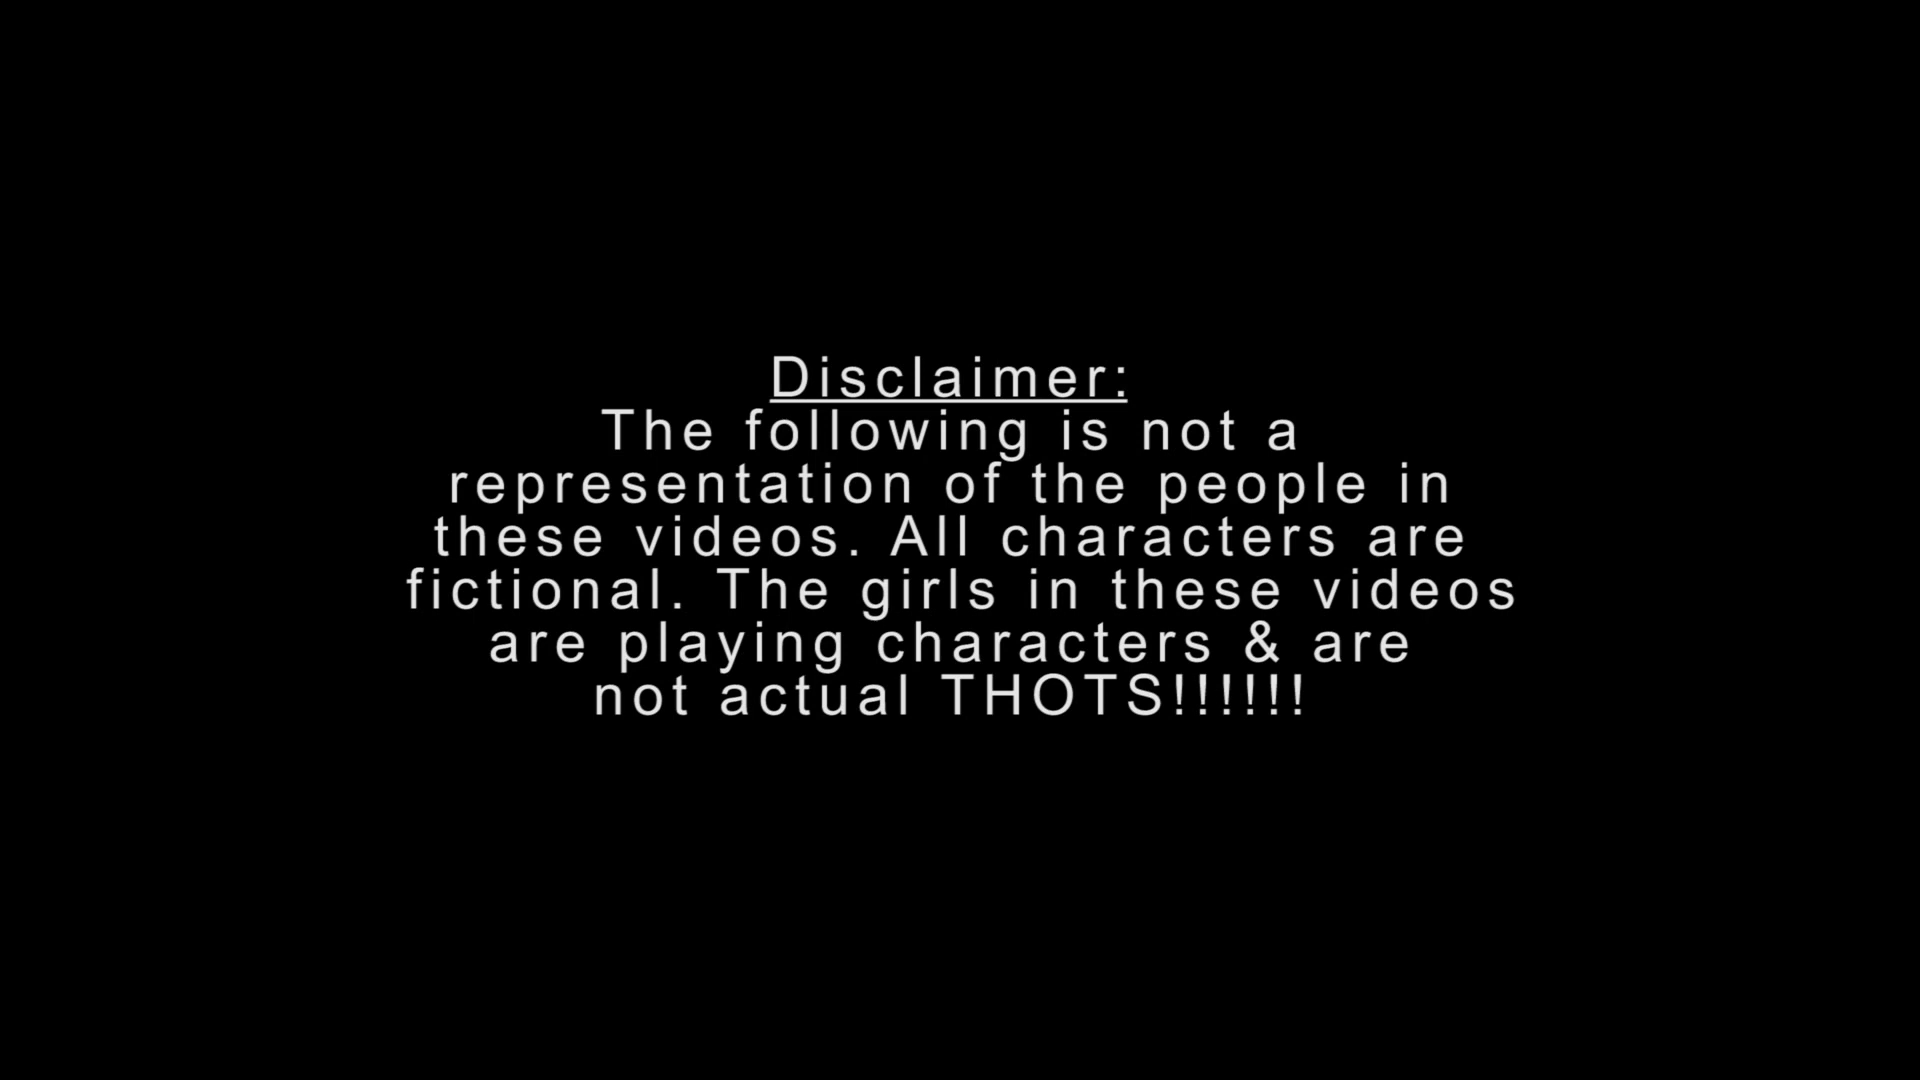 Disclaimer:
The following is not a
representation of the people in
these videos. All characters are
fictional. The girls in these videos
are playing characters & are
not actual THOTS!!!!!!